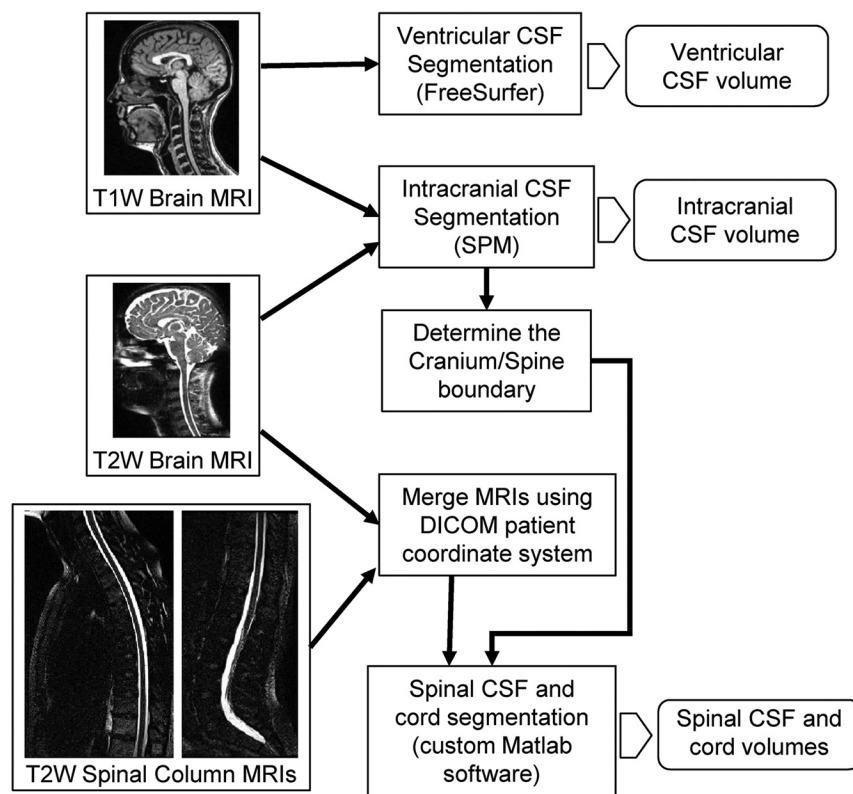 T1W Brain MRI
Ventricular CSF
Segmentation
(FreeSurfer)
Ventricular
CSF volume
Intracranial CSF
Segmentation
(SPM)
Intracranial
CSF volume
T2W Brain MRI
Determine the
Cranium/Spine
boundary
Merge MRIs using
DICOM patient
coordinate system
T2W Spinal Column MRIs
Spinal CSF and
cord segmentation
(custom Matlab
software)
Spinal CSF and
cord volumes